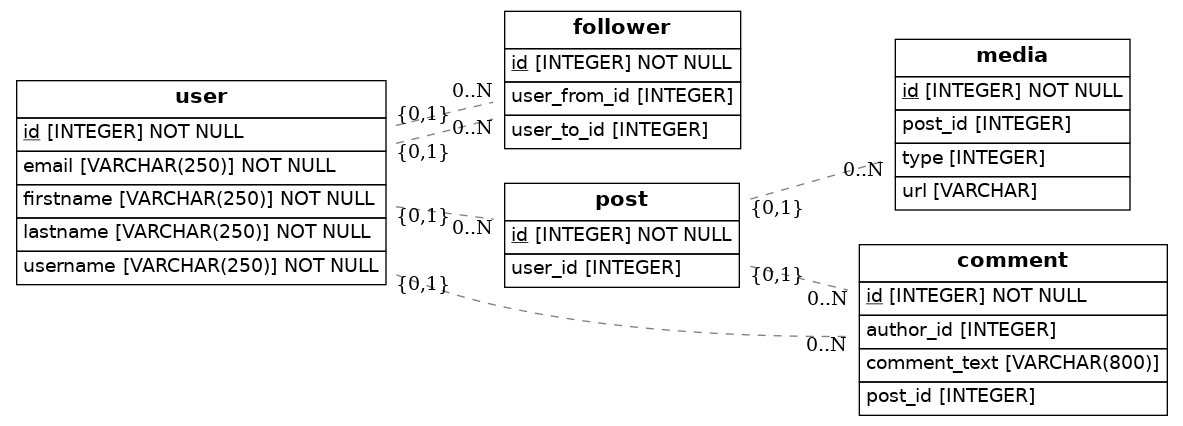 user
id [INTEGER] NOT NULL
email [VARCHAR(250)] NOT NULL
firstname [VARCHAR(250)] NOT NULL
lastname [VARCHAR(250)] NOT NULL
username [VARCHAR(250)] NOT NULL
{0,1}
0..N
{0,1}
0..N
{0,1}
0..N
{0,1}
0..N
follower
id [INTEGER] NOT NULL
user_from_id [INTEGER]
user_to_id [INTEGER]
post
id [INTEGER] NOT NULL
user_id [INTEGER]
{0,1}
0..N
{0,1}
0..N
media
id [INTEGER] NOT NULL
post_id [INTEGER]
type [INTEGER]
url [VARCHAR]
comment
id [INTEGER] NOT NULL
author_id [INTEGER]
comment_text [VARCHAR(800)]
post_id [INTEGER]